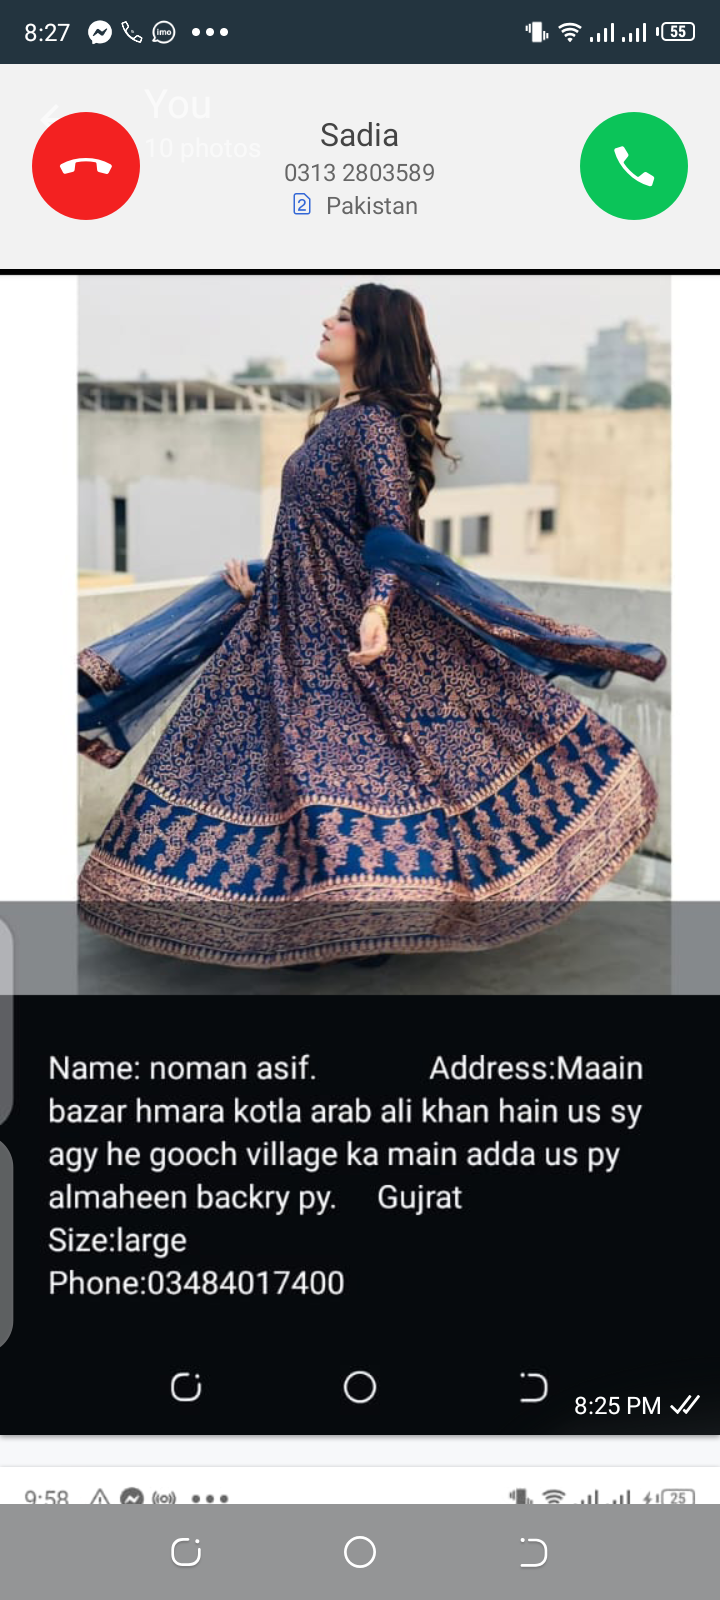 8:27 imo 55
You
10 photos
Sadia
0313 2803589
2 Pakistan
Name: noman asif. Address:Maain
bazar hmara kotla arab ali khan hain us sy
agy he gooch village ka main adda us py
almaheen backry py. Gujrat
Size:large
Phone:03484017400
8:25 PM
9:58 25